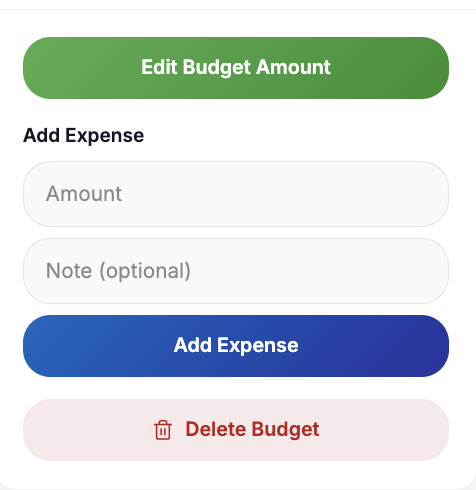 Edit Budget Amount
Add Expense
Amount
Note (optional)
Add Expense
Delete Budget